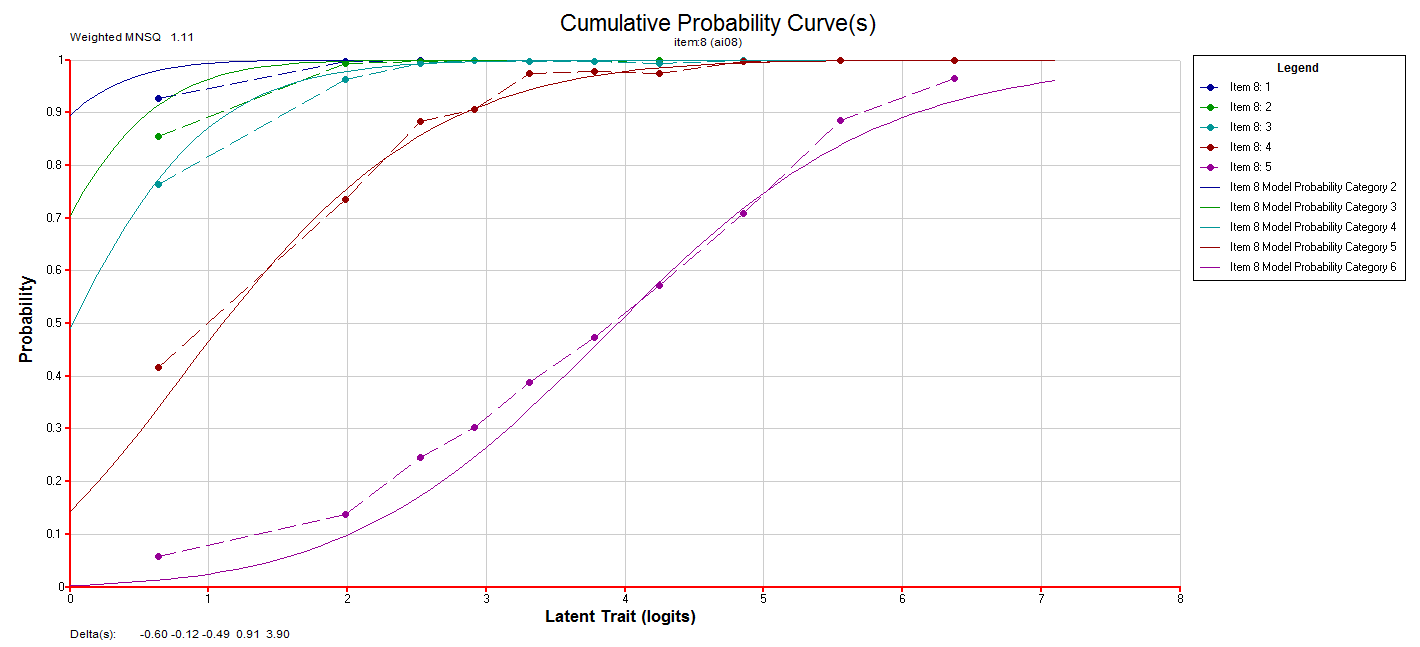 Cumulative Probability Curve(s)
item:8 (ai08)
Weighted MNSQ 1.11
Probability
1
0.9
0.8
0.7
0.6
0.5
0.4
0.3
0.2
0.1
0
0 1 2 3 4 5 6 7 8
Latent Trait (logits)
Delta(s): -0.60 -0.12 -0.49 0.91 3.90
Legend
Item 8: 1
Item 8: 2
Item 8: 3
Item 8: 4
Item 8: 5
Item 8 Model Probability Category 2
Item 8 Model Probability Category 3
Item 8 Model Probability Category 4
Item 8 Model Probability Category 5
Item 8 Model Probability Category 6